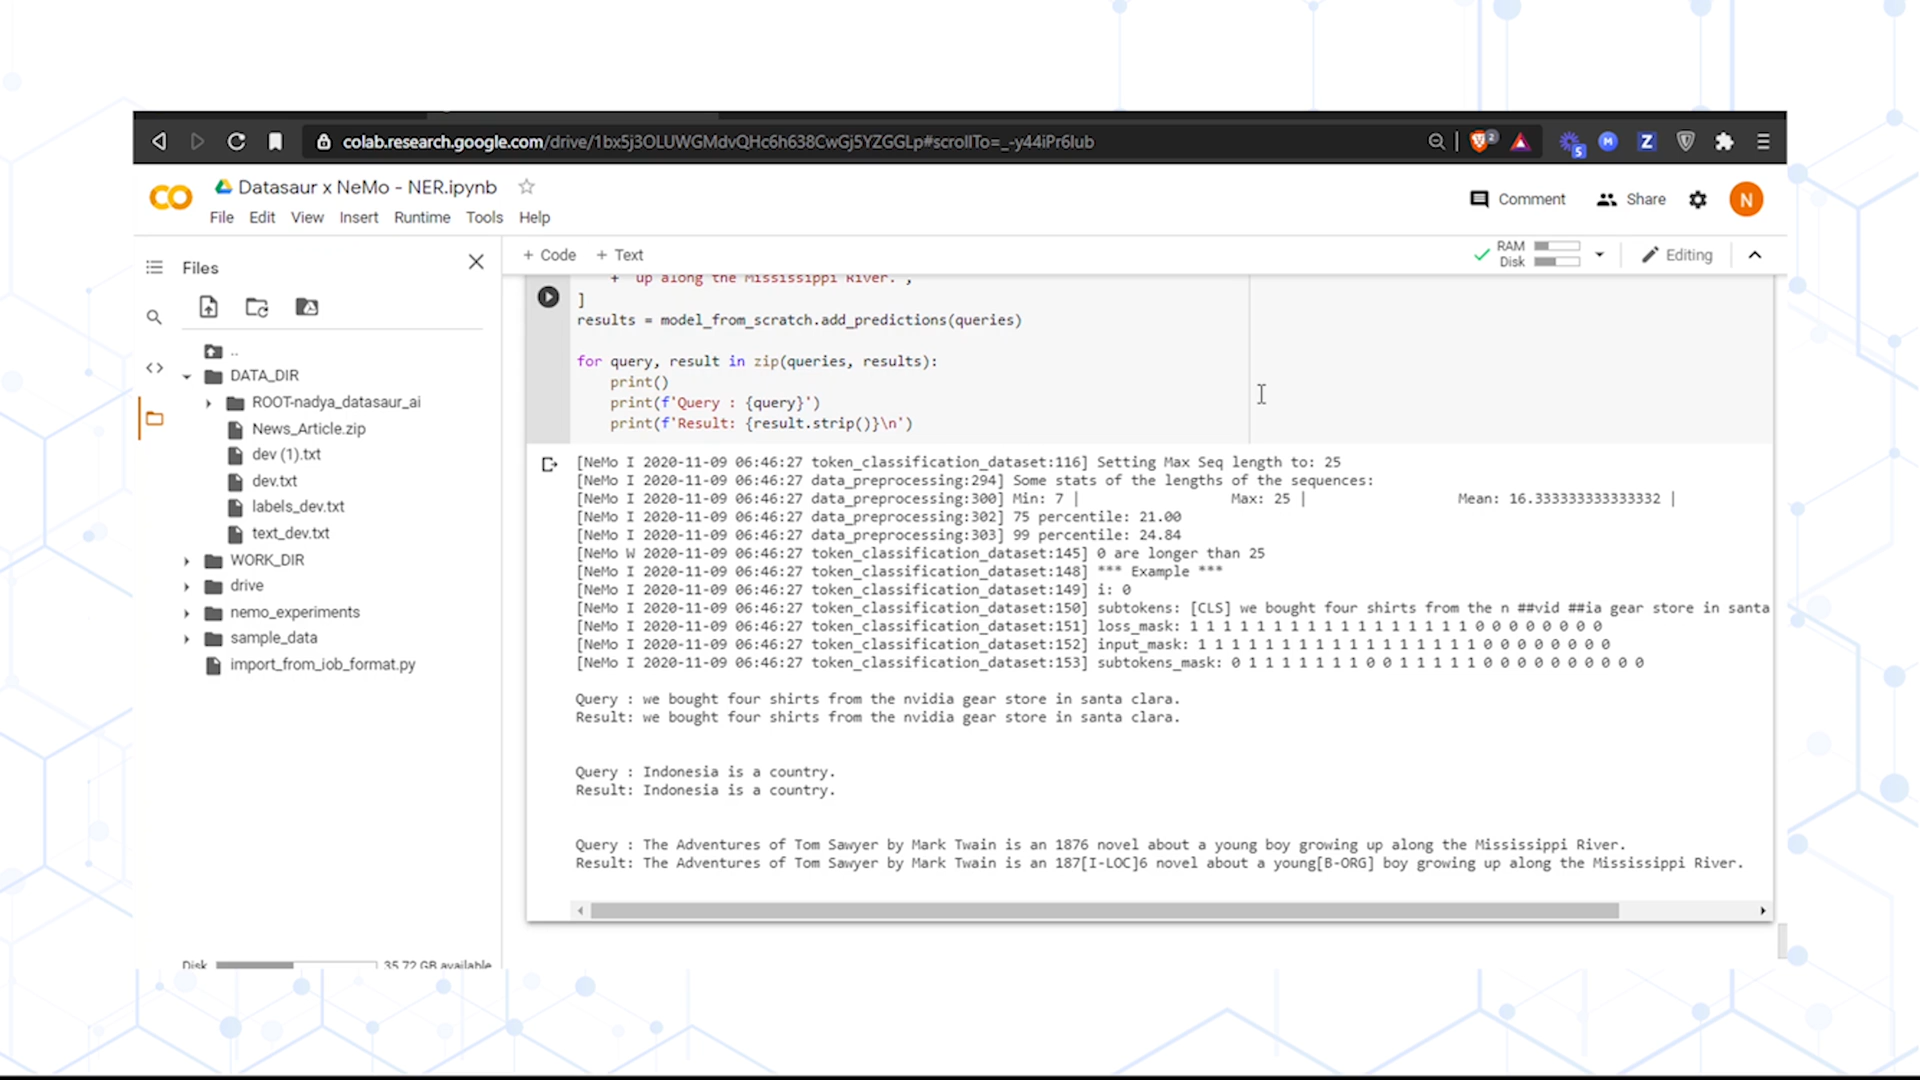 colab.research.google.com/drive/1bx5j3OLUWGMdvQHc6h638CwGj5YZGGLp#scrollTo=_-y44iPr6Iub
2
5
M
Z
CO
Datasaur x NeMo - NER.ipynb
File Edit View Insert Runtime Tools Help
Comment
Share
N
Files
+ Code + Text
RAM
Disk
Editing
..
DATA_DIR
ROOT-nadya_datasaur_ai
News_Article.zip
dev (1).txt
dev.txt
labels_dev.txt
text_dev.txt
WORK_DIR
drive
nemo_experiments
sample_data
import_from_iob_format.py
Disk 35.72 GB available
+ up along the Mississippi River. ,
]
results = model_from_scratch.add_predictions(queries)
for query, result in zip(queries, results):
print()
print(f'Query : {query}')
print(f'Result: {result.strip()}\n')
[NeMo I 2020-11-09 06:46:27 token_classification_dataset:116] Setting Max Seq length to: 25
[NeMo I 2020-11-09 06:46:27 data_preprocessing:294] Some stats of the lengths of the sequences:
[NeMo I 2020-11-09 06:46:27 data_preprocessing:300] Min: 7 | Max: 25 | Mean: 16.333333333333332 |
[NeMo I 2020-11-09 06:46:27 data_preprocessing:302] 75 percentile: 21.00
[NeMo I 2020-11-09 06:46:27 data_preprocessing:303] 99 percentile: 24.84
[NeMo W 2020-11-09 06:46:27 token_classification_dataset:145] 0 are longer than 25
[NeMo I 2020-11-09 06:46:27 token_classification_dataset:148] *** Example ***
[NeMo I 2020-11-09 06:46:27 token_classification_dataset:149] i: 0
[NeMo I 2020-11-09 06:46:27 token_classification_dataset:150] subtokens: [CLS] we bought four shirts from the n ##vid ##ia gear store in santa
[NeMo I 2020-11-09 06:46:27 token_classification_dataset:151] loss_mask: 1 1 1 1 1 1 1 1 1 1 1 1 1 1 1 1 1 0 0 0 0 0 0 0 0
[NeMo I 2020-11-09 06:46:27 token_classification_dataset:152] input_mask: 1 1 1 1 1 1 1 1 1 1 1 1 1 1 1 1 1 0 0 0 0 0 0 0 0
[NeMo I 2020-11-09 06:46:27 token_classification_dataset:153] subtokens_mask: 0 1 1 1 1 1 1 1 0 0 1 1 1 1 1 0 0 0 0 0 0 0 0 0 0
Query : we bought four shirts from the nvidia gear store in santa clara.
Result: we bought four shirts from the nvidia gear store in santa clara.
Query : Indonesia is a country.
Result: Indonesia is a country.
Query : The Adventures of Tom Sawyer by Mark Twain is an 1876 novel about a young boy growing up along the Mississippi River.
Result: The Adventures of Tom Sawyer by Mark Twain is an 187[I-LOC]6 novel about a young[B-ORG] boy growing up along the Mississippi River.